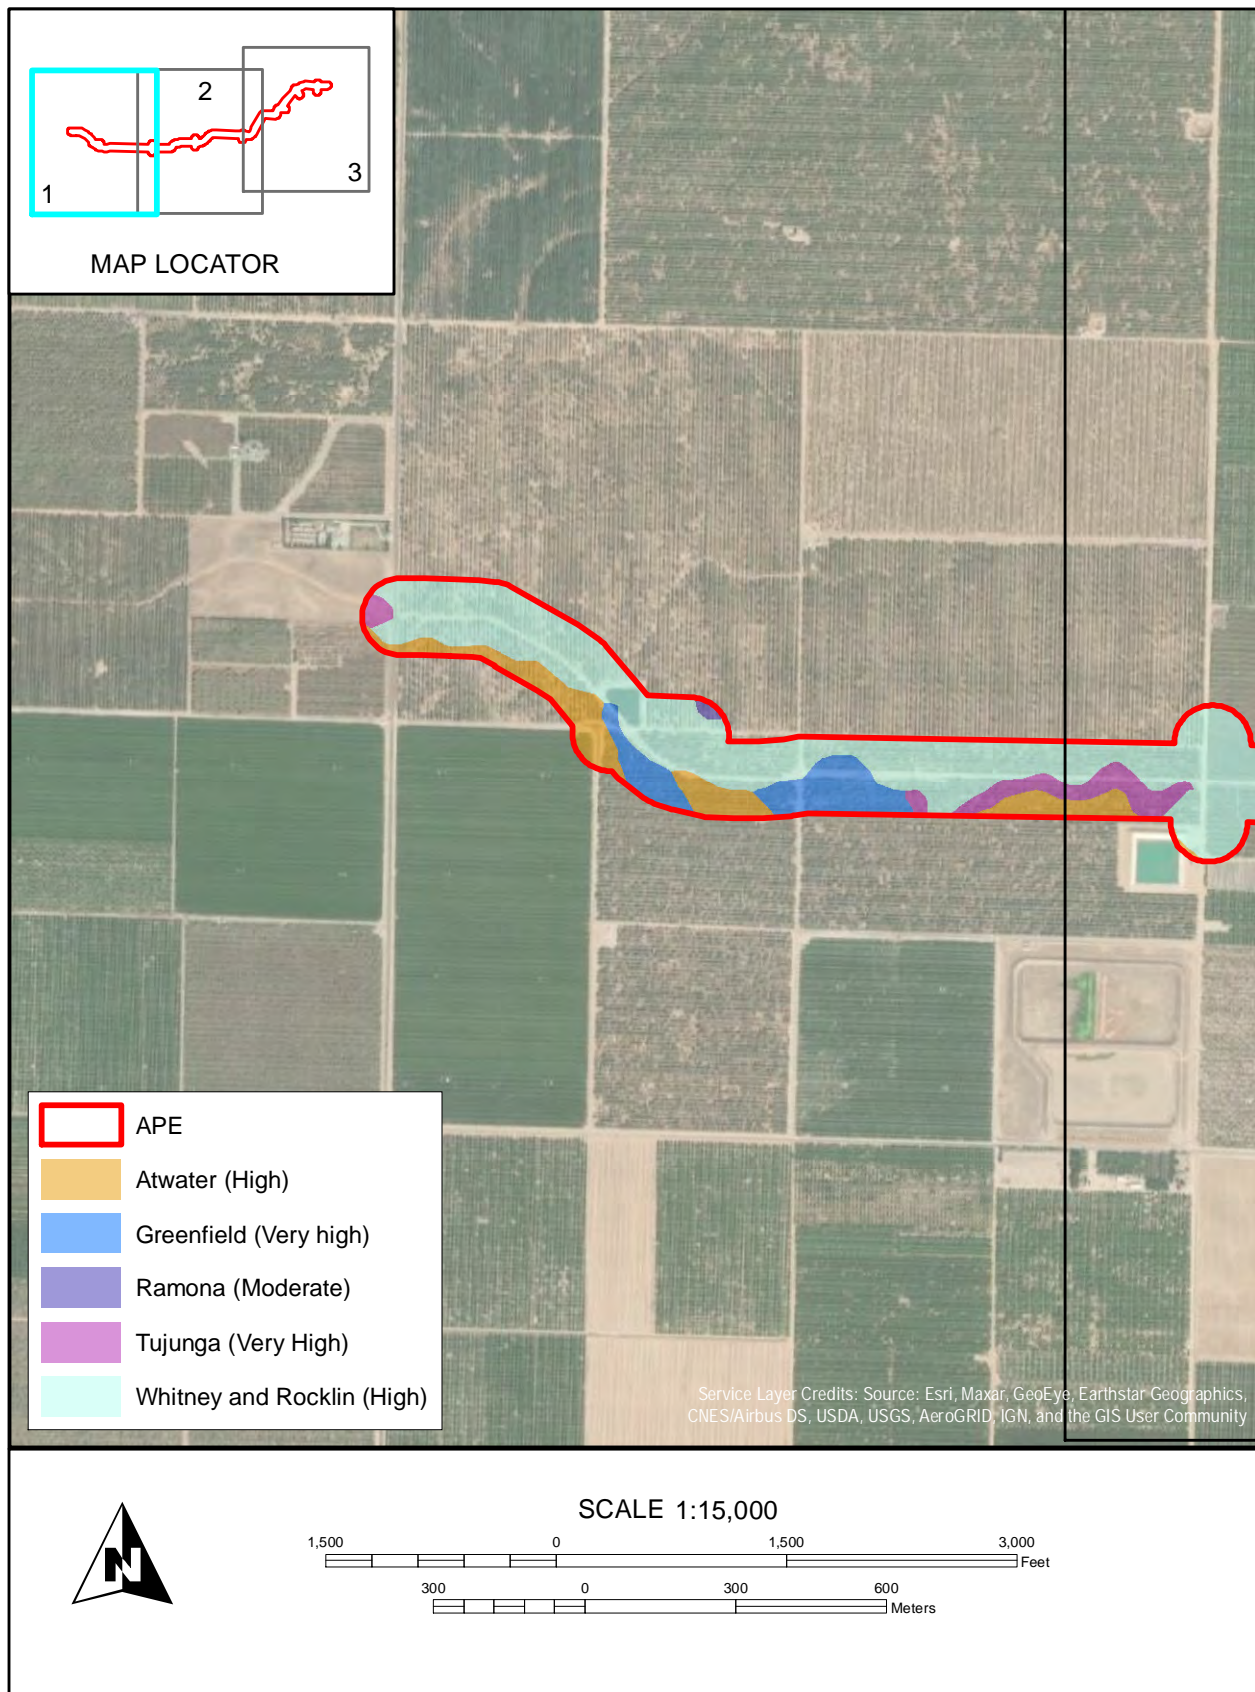 2
1
3
MAP LOCATOR
APE
Atwater (High)
Greenfield (Very high)
Ramona (Moderate)
Tujunga (Very High)
Whitney and Rocklin (High)
Service Layer Credits: Source: Esri, Maxar, GeoEye, Earthstar Geographics,
CNES/Airbus DS, USDA, USGS, AeroGRID, IGN, and the GIS User Community
N
SCALE 1:15,000
1,500 0 1,500 3,000
Feet
300 0 300 600
Meters